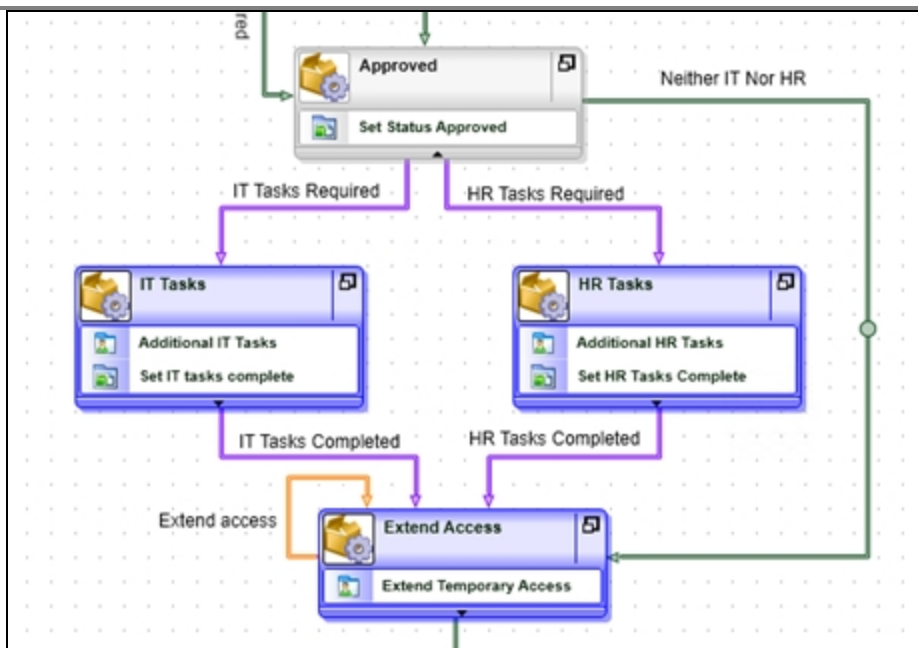 red
Approved
Neither IT Nor HR
Set Status Approved
IT Tasks Required
HR Tasks Required
IT Tasks
HR Tasks
Additional IT Tasks
Additional HR Tasks
Set IT tasks complete
Set HR Tasks Complete
IT Tasks Completed
HR Tasks Completed
Extend access
Extend Access
Extend Temporary Access